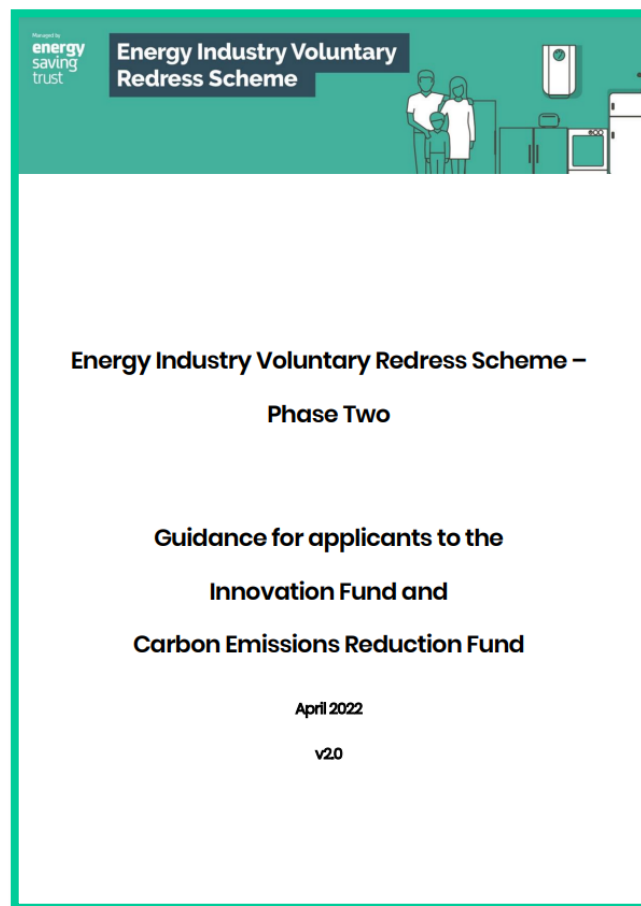 Managed by
energy
saving
trust
Energy Industry Voluntary
Redress Scheme
Energy Industry Voluntary Redress Scheme –
Phase Two
Guidance for applicants to the
Innovation Fund and
Carbon Emissions Reduction Fund
April 2022
v2.0